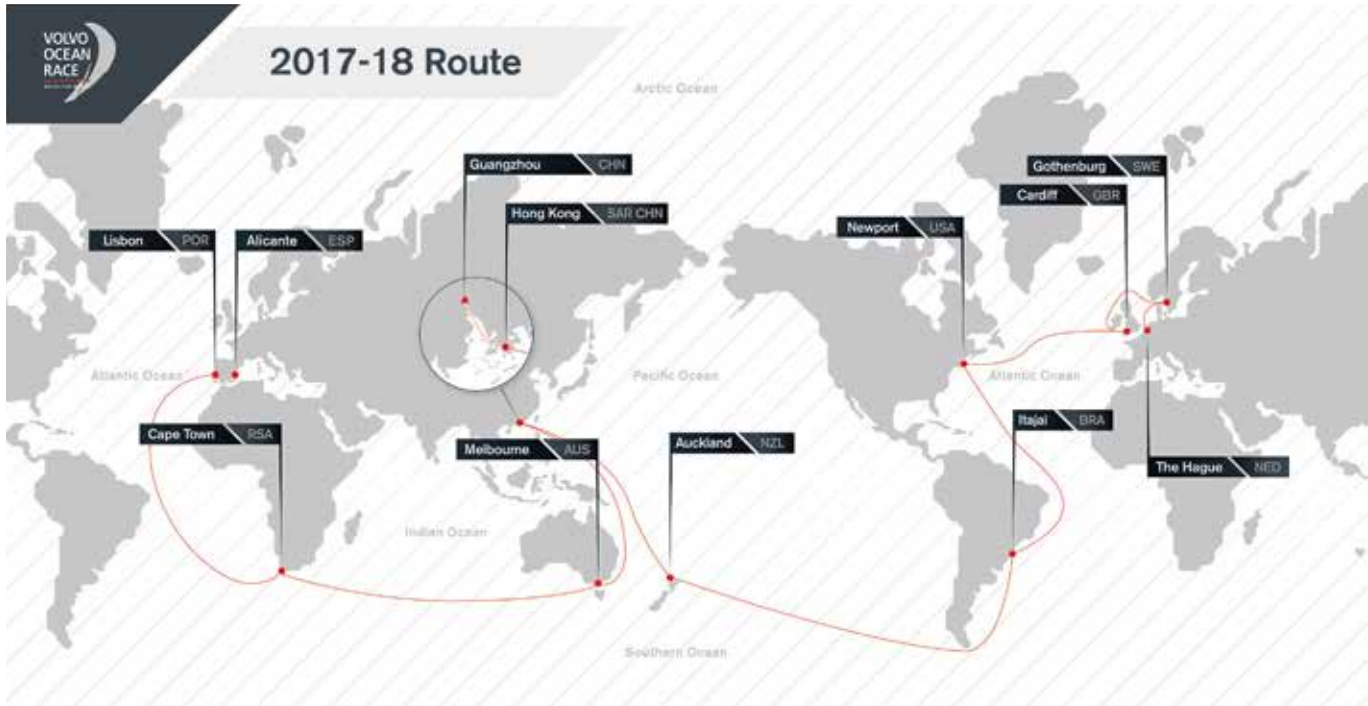 VOLVO
OCEAN
RACE
2017-18 Route
Arctic Ocean
Guangzhou CHN
Gothenburg SWE
Cardiff GBR
Hong Kong SAR CHN
Newport USA
Lisbon POR
Alicante ESP
Atlantic Ocean
Pacific Ocean
Atlantic Ocean
Itajaí BRA
Cape Town RSA
Melbourne AUS
Auckland NZL
The Hague NED
Indian Ocean
Southern Ocean